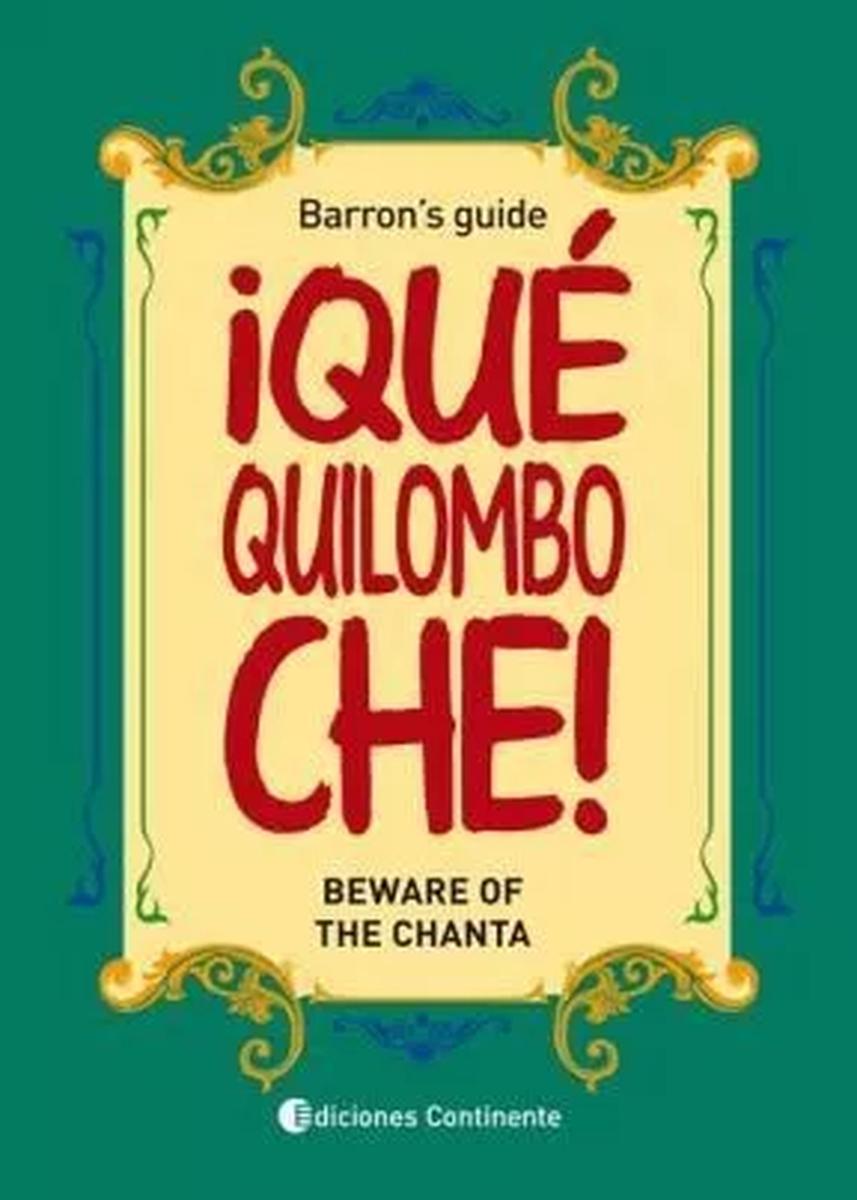 Barron's guide
¡QUÉ
QUILOMBO
CHE!
BEWARE OF
THE CHANTA
Ediciones Continente